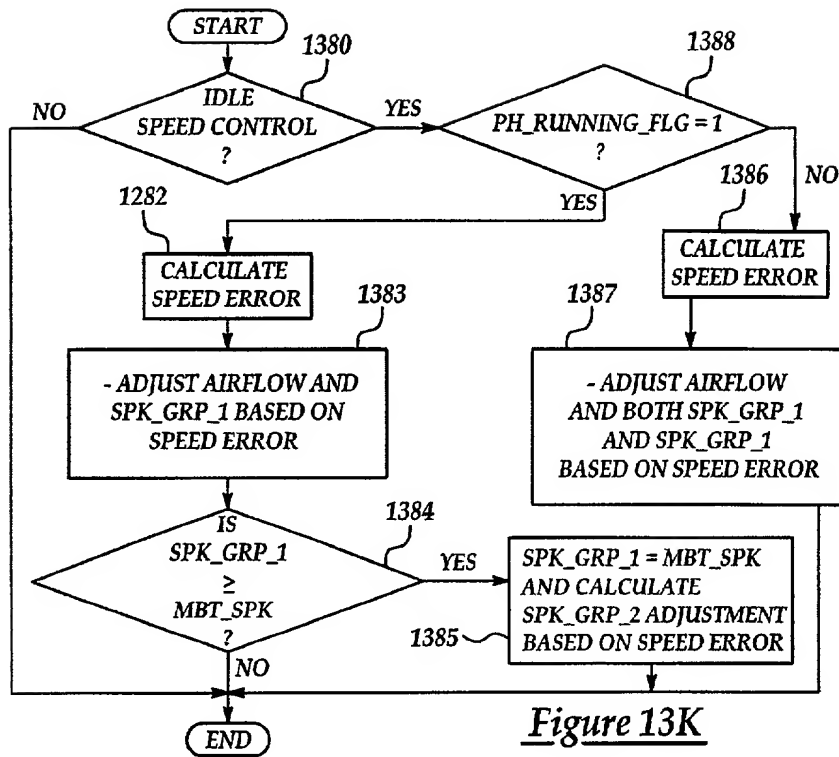 START
1380
IDLE
SPEED CONTROL
?
NO
YES
1388
PH_RUNNING_FLG = 1
?
NO
YES
1282
CALCULATE
SPEED ERROR
1386
CALCULATE
SPEED ERROR
1383
- ADJUST AIRFLOW AND
SPK_GRP_1 BASED ON
SPEED ERROR
1387
- ADJUST AIRFLOW
AND BOTH SPK_GRP_1
AND SPK_GRP_1
BASED ON SPEED ERROR
1384
IS
SPK_GRP_1
≥
MBT_SPK
?
YES
NO
SPK_GRP_1 = MBT_SPK
AND CALCULATE
SPK_GRP_2 ADJUSTMENT
BASED ON SPEED ERROR
1385
END
Figure 13K